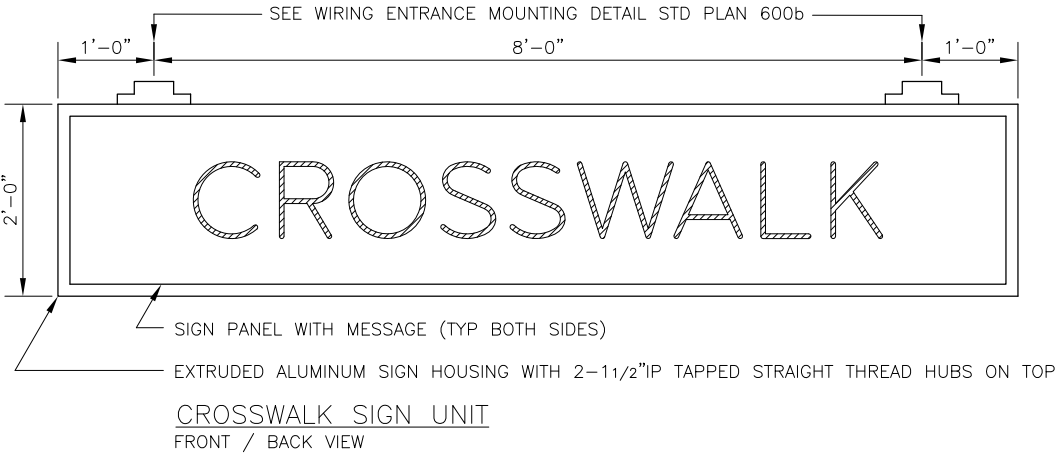 SEE WIRING ENTRANCE MOUNTING DETAIL STD PLAN 600b
1'-0" 8'-0" 1'-0"
2'-0"
CROSSWALK
SIGN PANEL WITH MESSAGE (TYP BOTH SIDES)
EXTRUDED ALUMINUM SIGN HOUSING WITH 2-1 1/2"IP TAPPED STRAIGHT THREAD HUBS ON TOP
CROSSWALK SIGN UNIT
FRONT / BACK VIEW